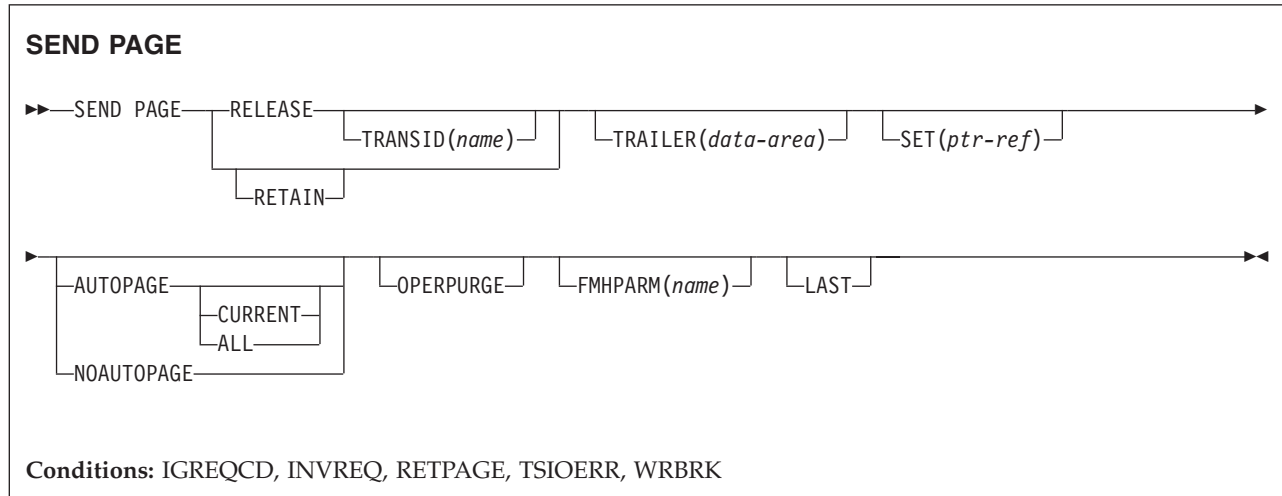 SEND PAGE
SEND PAGE RELEASE
TRANSID(name) TRAILER(data-area) SET(ptr-ref)
RETAIN
AUTOPAGE OPERPURGE FMHPARM(name) LAST
CURRENT
ALL
NOAUTOPAGE
Conditions: IGREQCD, INVREQ, RETPAGE, TSIOERR, WRBRK